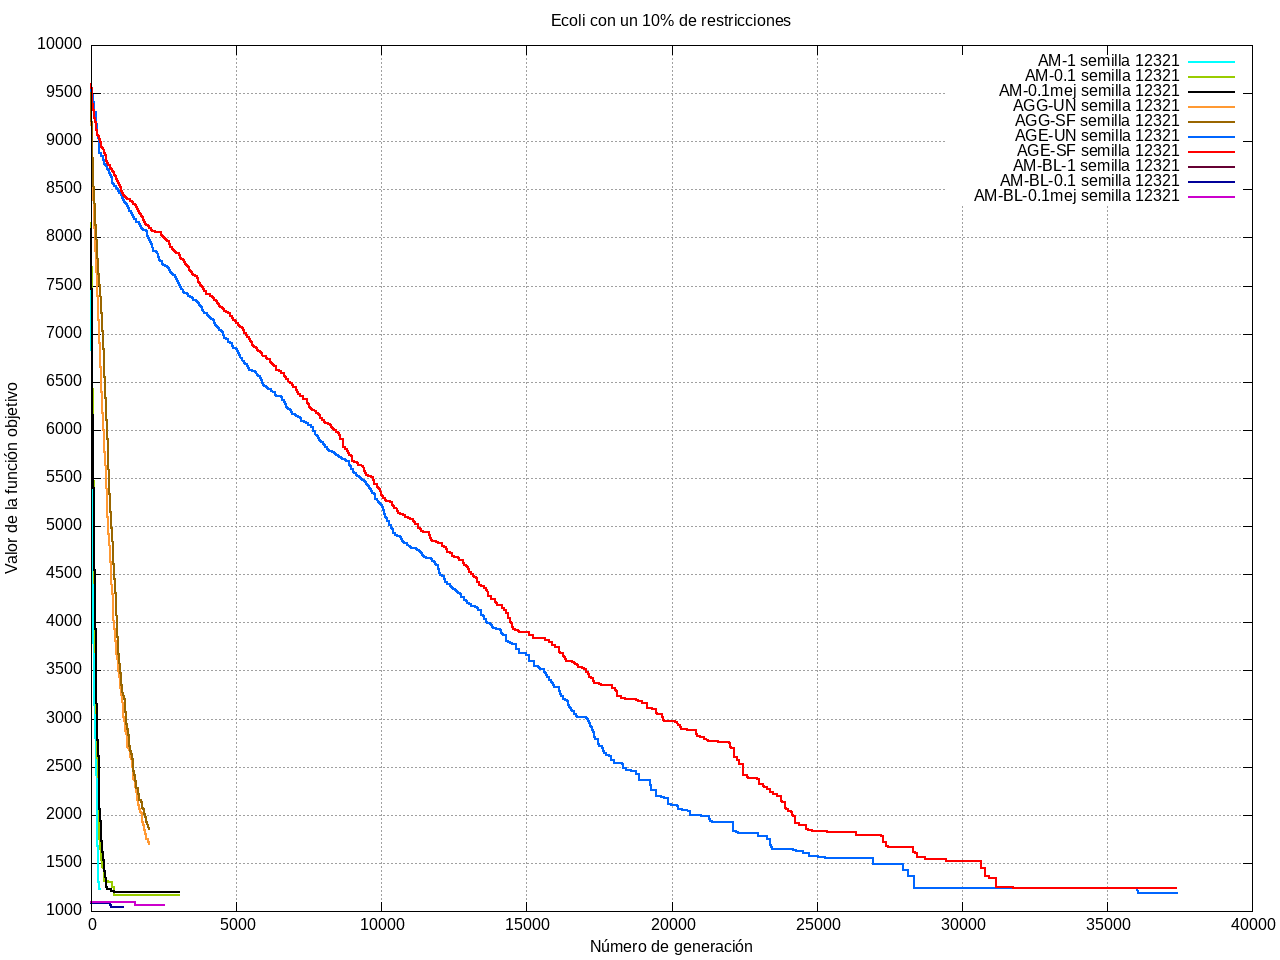 Ecoli con un 10% de restricciones
10000
9500
9000
8500
8000
7500
7000
6500
6000
5500
5000
4500
4000
3500
3000
2500
2000
1500
1000
Valor de la función objetivo
AM-1 semilla 12321
AM-0.1 semilla 12321
AM-0.1mej semilla 12321
AGG-UN semilla 12321
AGG-SF semilla 12321
AGE-UN semilla 12321
AGE-SF semilla 12321
AM-BL-1 semilla 12321
AM-BL-0.1 semilla 12321
AM-BL-0.1mej semilla 12321
0 5000 10000 15000 20000 25000 30000 35000 40000
Número de generación